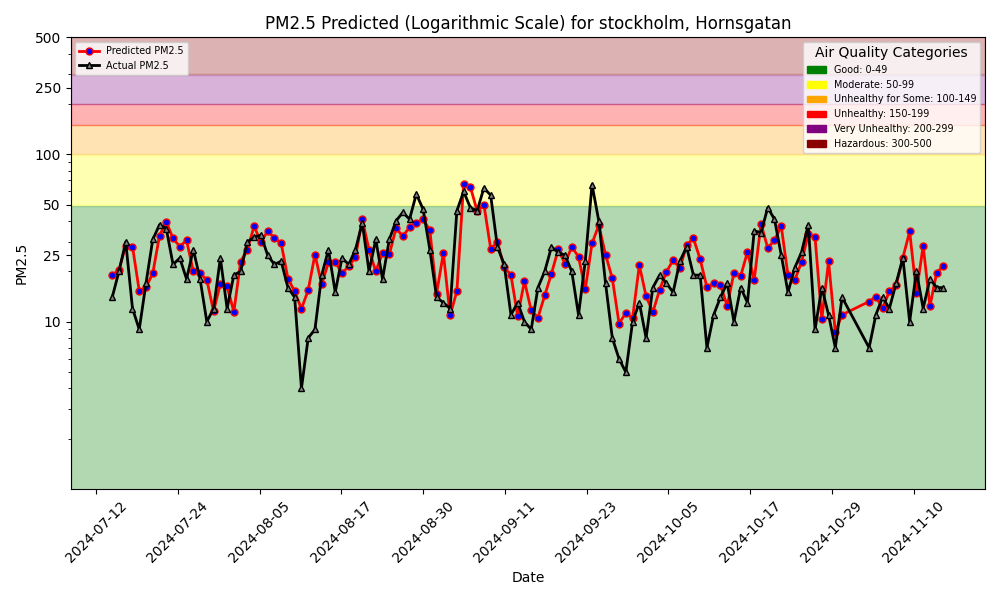 PM2.5 Predicted (Logarithmic Scale) for stockholm, Hornsgatan
Predicted PM2.5
Actual PM2.5
Air Quality Categories
Good: 0-49
Moderate: 50-99
Unhealthy for Some: 100-149
Unhealthy: 150-199
Very Unhealthy: 200-299
Hazardous: 300-500
PM2.5
500
250
100
50
25
10
2024-07-12
2024-07-24
2024-08-05
2024-08-17
2024-08-30
2024-09-11
2024-09-23
2024-10-05
2024-10-17
2024-10-29
2024-11-10
Date